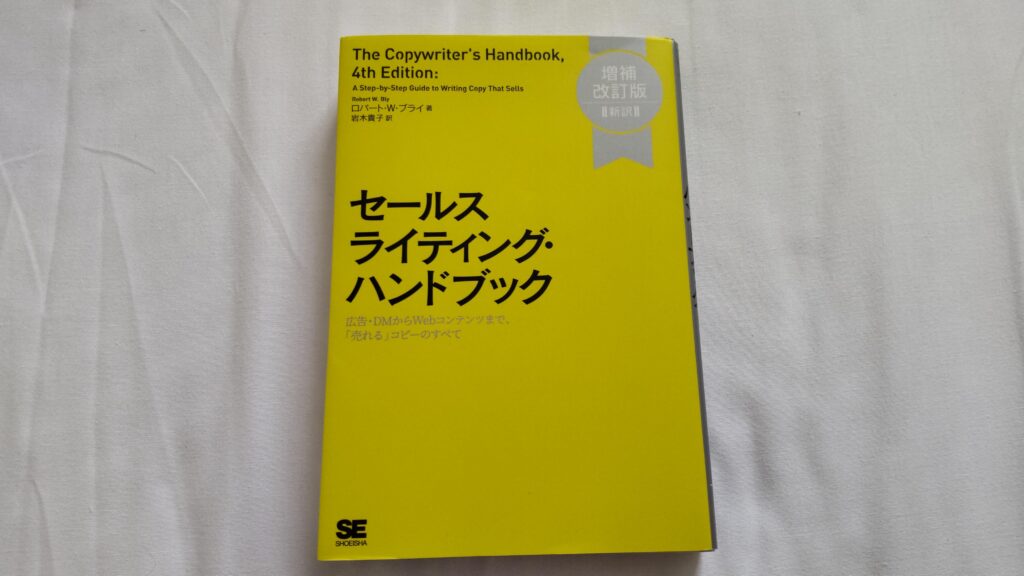 The Copywriter's Handbook,
4th Edition:
A Step-by-Step Guide to Writing Copy That Sells
Robert W. Bly
ロバート・W・ブライ 著
岩木貴子 訳
増補
改訂版
新訳
セールス
ライティング・
ハンドブック
広告・DMからWebコンテンツまで、
「売れる」コピーのすべて
SE
SHOEISHA